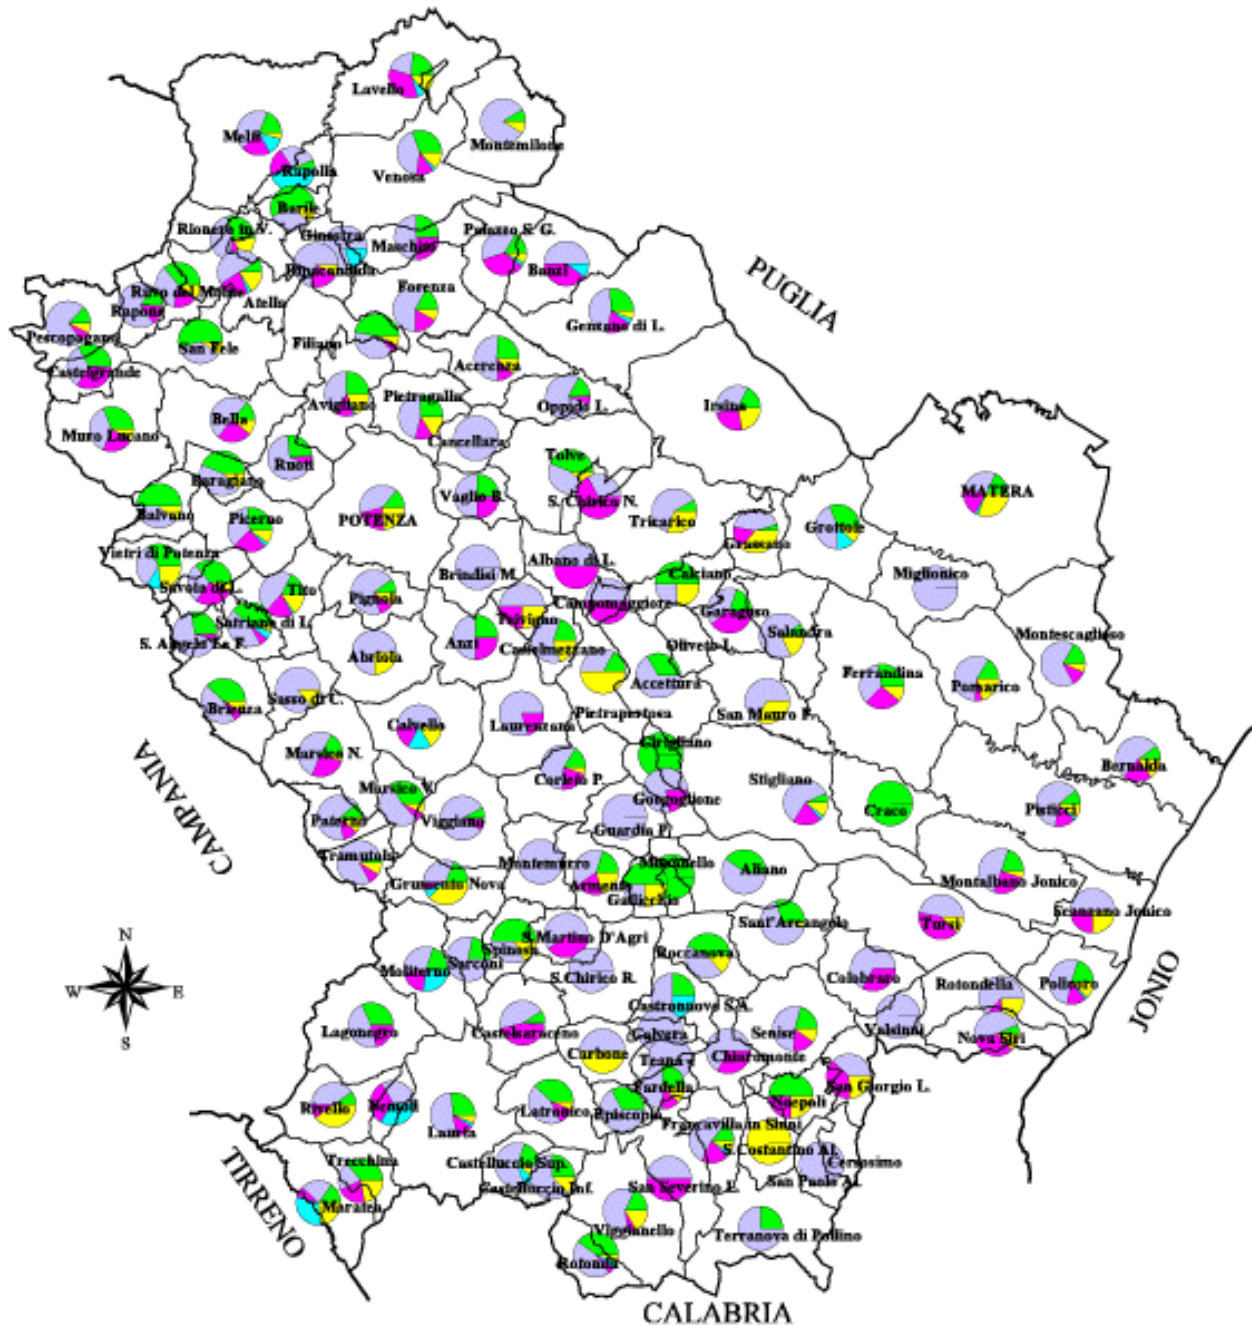 Lavello
Montemilone
Melfi
Venosa
Rapolla
Barile
Rionero in V.
Ginestra
Maschito
Palazzo S. G.
Banzi
PUGLIA
Ripacandida
Ruvo del Monte
Atella
Forenza
Genzano di L.
Rapone
Pescopagano
San Fele
Filiano
Castelgrande
Acerenza
Avigliano
Pietragalla
Oppido L.
Irsina
Bella
Muro Lucano
Cancellara
Ruoti
Tolve
Baragiano
Vaglio B.
S. Chirico N.
MATERA
Balvano
POTENZA
Tricarico
Grottole
Picerno
Grassano
Vietri di Potenza
Albano di L.
Brindisi M.
Calciano
Miglionico
Savoia di L.
Tito
Pignola
Campomaggiore
Garaguso
Satriano di L.
Trivigno
Salandra
Montescaglioso
S. Angelo Le F.
Anzi
Castelmezzano
Oliveto L.
Abriola
Accettura
Ferrandina
Pomarico
Brienza
Sasso di C.
Calvello
Laurenzana
Pietrapertosa
San Mauro F.
CAMPANIA
Marsico N.
Cirigliano
Corleto P.
Stigliano
Bernalda
Marsico V.
Gorgoglione
Craco
Pisticci
Paterno
Viggiano
Guardia P.
Tramutola
Montemurro
Missanello
Aliano
Grumento Nova
Armento
Gallicchio
Montalbano Jonico
Sant'Arcangelo
Scanzano Jonico
Tursi
N
S.Martino D'Agri
Spinoso
Roccanova
Moliterno
Sarconi
S.Chirico R.
Colobraro
Rotondella
Policoro
W
E
JONIO
Castronuovo S.A.
Lagonegro
Castelsaraceno
Calvera
Senise
Valsinni
Nova Siri
S
Carbone
Teana
Chiaromonte
Fardella
San Giorgio L.
Rivello
Nemoli
Latronico
Episcopia
Noepoli
Lauria
Francavilla in Sinni
S.Costantino Al.
TIRRENO
Trecchina
Castelluccio Sup.
Cersosimo
Castelluccio Inf.
San Severino L.
San Paolo Al.
Maratea
Viggianello
Terranova di Pollino
Rotonda
CALABRIA